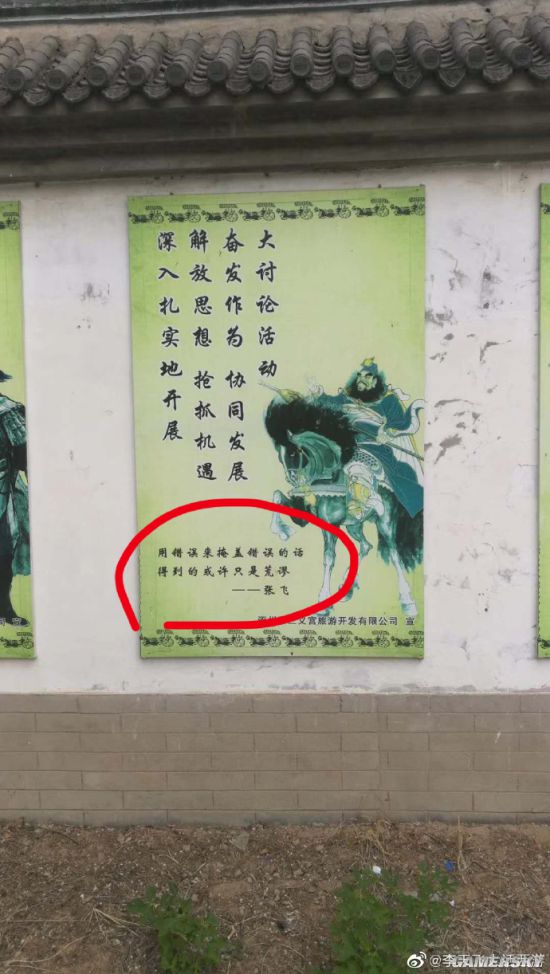 深入扎实地开展
解放思想 抢抓机遇
奋发作为 协同发展
大讨论活动
用错误来掩盖错误的话
得到的或许只是荒谬
——张飞
义宫旅游开发有限公司 宣
GAMERSKY